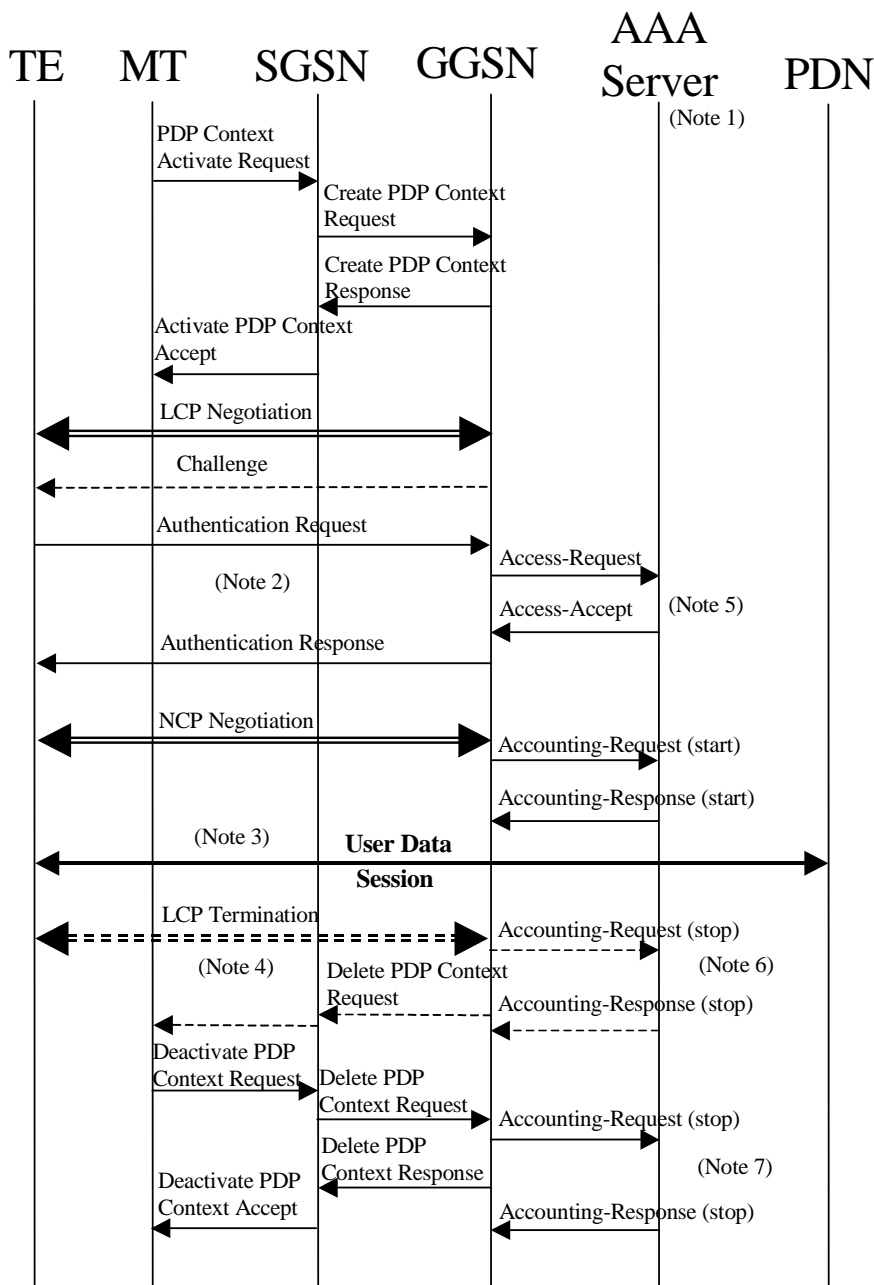 TE MT SGSN GGSN AAA Server PDN
(Note 1)
PDP Context
Activate Request
Create PDP Context
Request
Create PDP Context
Response
Activate PDP Context
Accept
LCP Negotiation
Challenge
Authentication Request
Access-Request
(Note 2)
Access-Accept
(Note 5)
Authentication Response
NCP Negotiation
Accounting-Request (start)
Accounting-Response (start)
(Note 3)
User Data
Session
LCP Termination
Accounting-Request (stop)
(Note 4)
Delete PDP Context
Request
(Note 6)
Accounting-Response (stop)
Deactivate PDP
Context Request
Delete PDP
Context Request
Accounting-Request (stop)
Delete PDP
Context Response
(Note 7)
Deactivate PDP
Context Accept
Accounting-Response (stop)